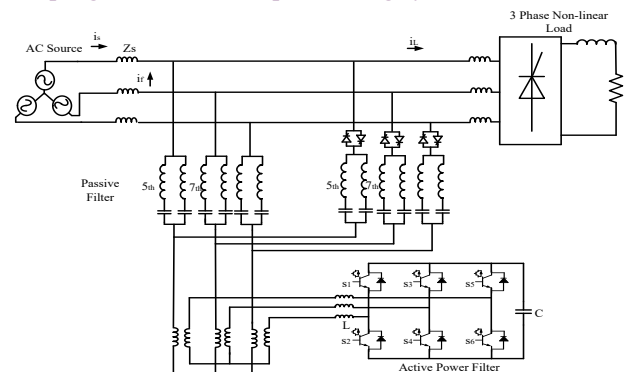 3 Phase Non-linear
Load
AC Source
is
Zs
iL
if
Passive
Filter
5th
7th
5th
7th
S1
S3
S5
C
L
S2
S4
S6
Active Power Filter